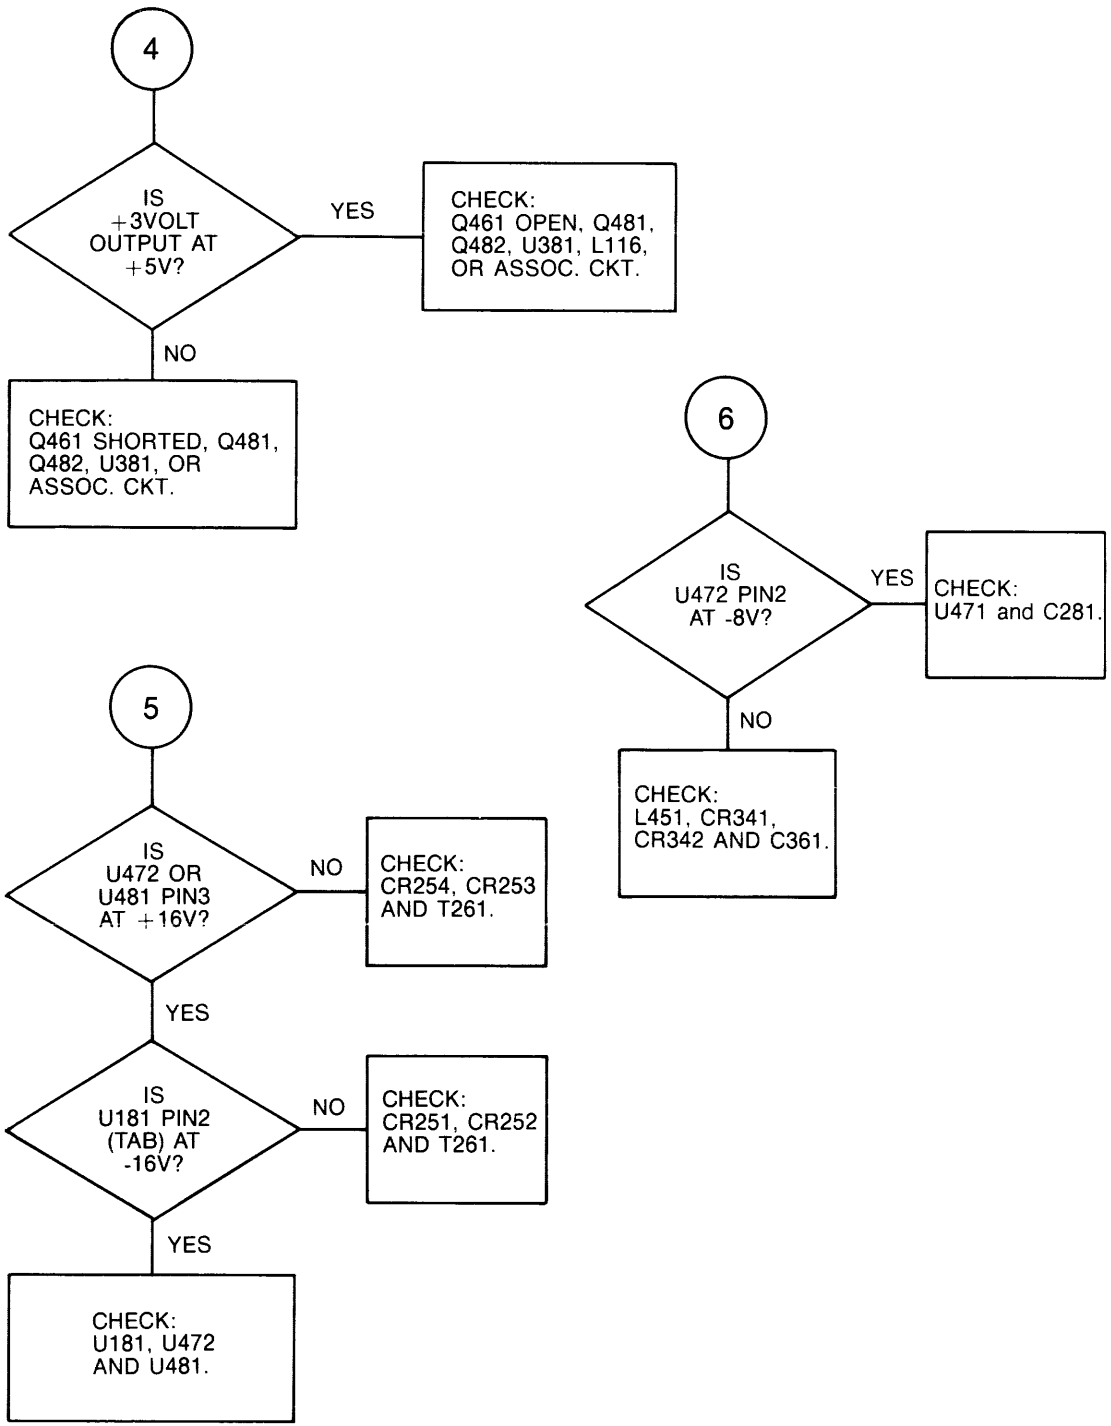 4
IS
+3VOLT
OUTPUT AT
+5V?
YES
CHECK:
Q461 OPEN, Q481,
Q482, U381, L116,
OR ASSOC. CKT.
NO
CHECK:
Q461 SHORTED, Q481,
Q482, U381, OR
ASSOC. CKT.
6
IS
U472 PIN2
AT -8V?
YES
CHECK:
U471 and C281.
NO
CHECK:
L451, CR341,
CR342 AND C361.
5
IS
U472 OR
U481 PIN3
AT +16V?
NO
CHECK:
CR254, CR253
AND T261.
YES
IS
U181 PIN2
(TAB) AT
-16V?
NO
CHECK:
CR251, CR252
AND T261.
YES
CHECK:
U181, U472
AND U481.